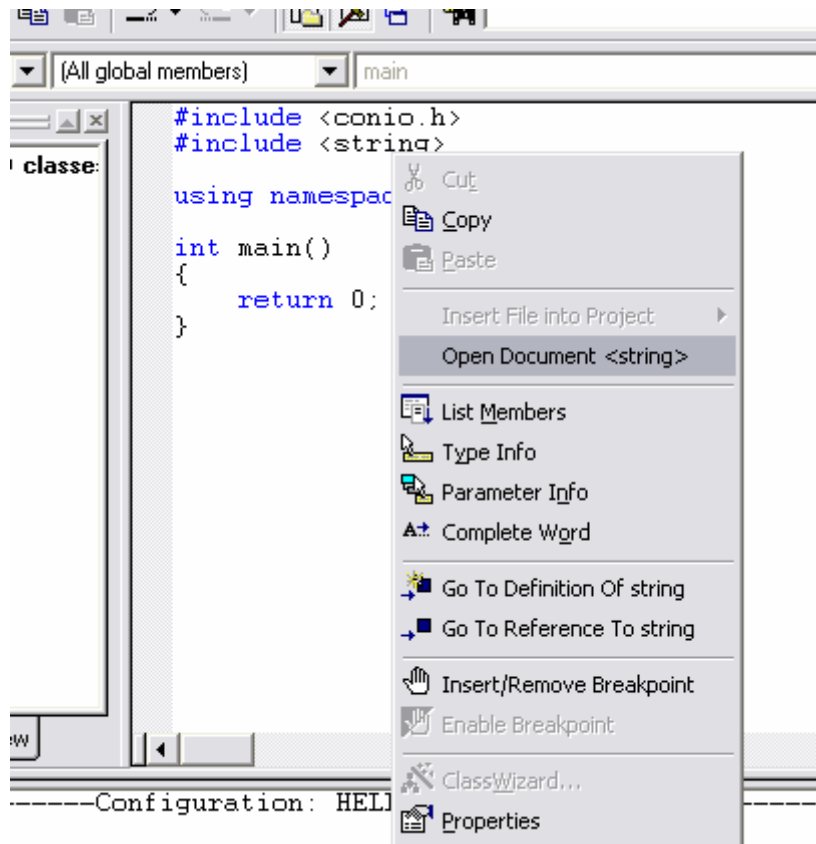 (All global members) main
classe
#include <conio.h>
#include <string>
using namespac
int main()
{
return 0;
}
Cut
Copy
Paste
Insert File into Project
Open Document <string>
List Members
Type Info
Parameter Info
Complete Word
Go To Definition Of string
Go To Reference To string
Insert/Remove Breakpoint
Enable Breakpoint
ClassWizard...
Properties
ew
------Configuration: HELL
-----